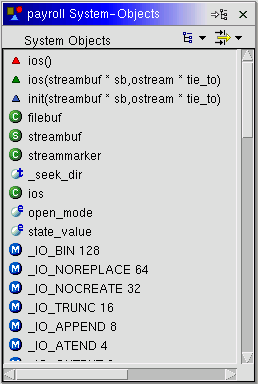 payroll System-Objects
System Objects
ios()
ios(streambuf * sb,ostream * tie_to)
init(streambuf * sb,ostream * tie_to)
C filebuf
S streambuf
C streammarker
t _seek_dir
C ios
e open_mode
e state_value
M _IO_BIN 128
M _IO_NOREPLACE 64
M _IO_NOCREATE 32
M _IO_TRUNC 16
M _IO_APPEND 8
M _IO_ATEND 4